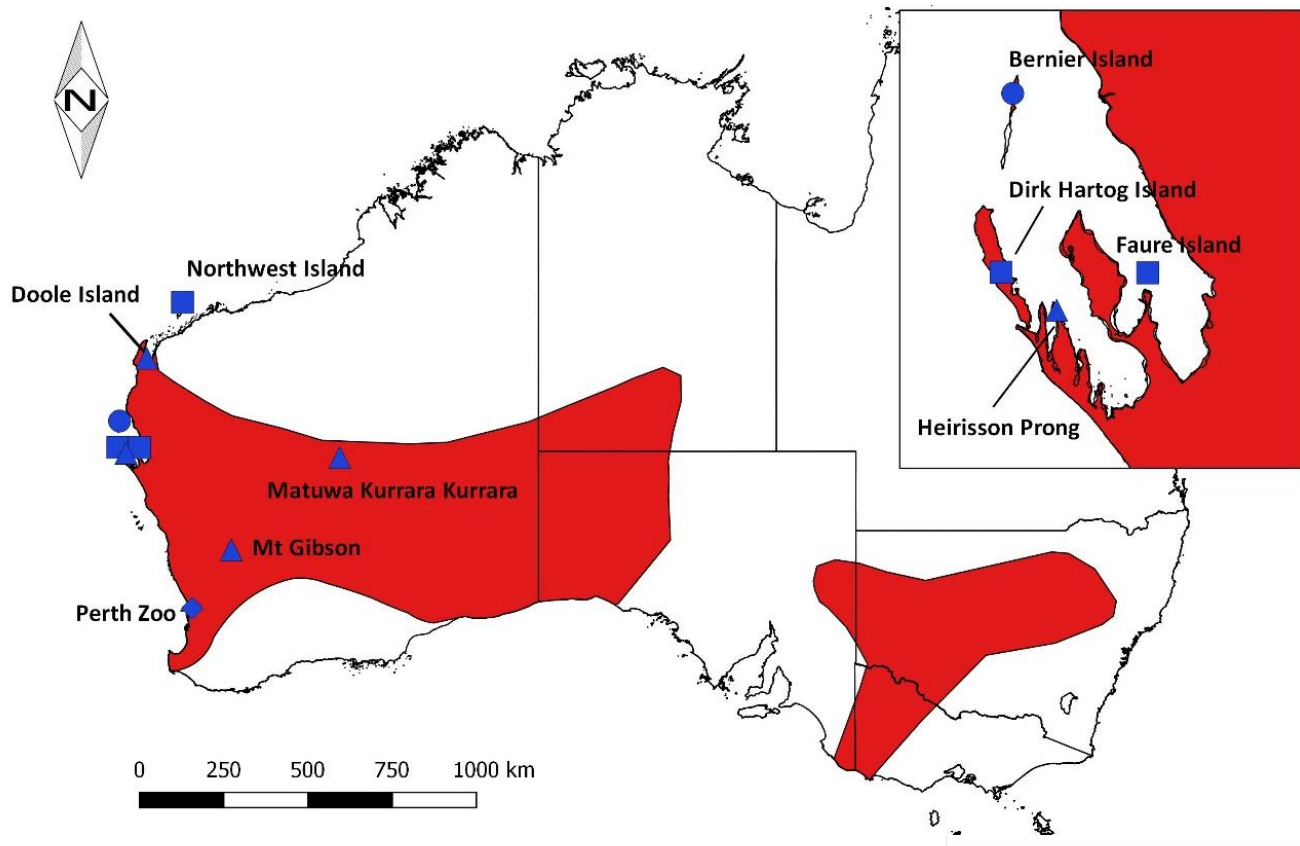 N
Bernier Island
Dirk Hartog Island
Faure Island
Heirisson Prong
Northwest Island
Doole Island
Matuwa Kurrara Kurrara
Mt Gibson
Perth Zoo
0 250 500 750 1000 km